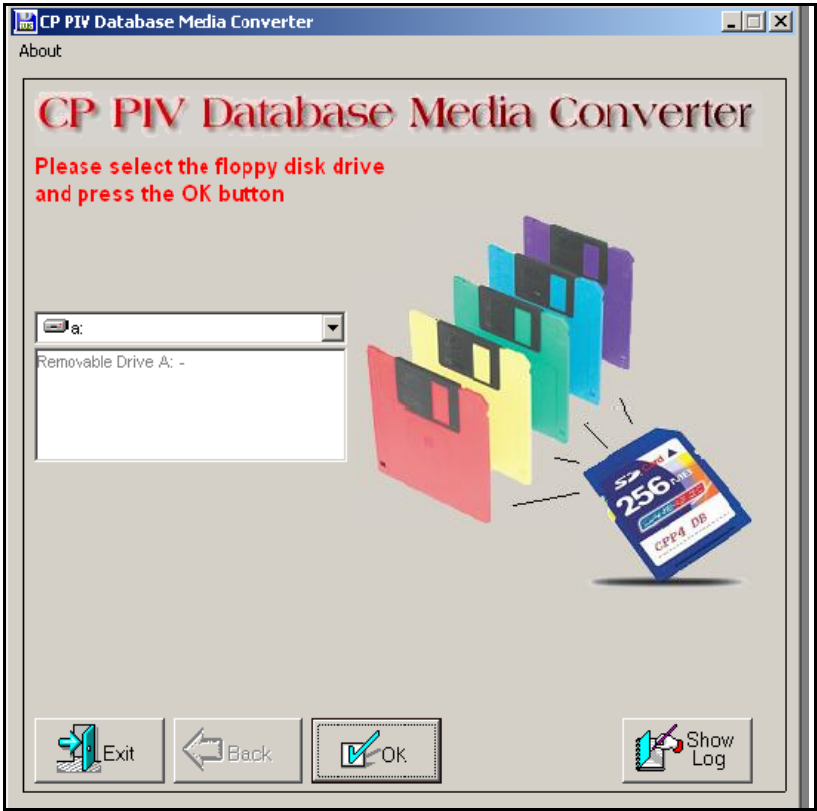 CP PIV Database Media Converter
About
CP PIV Database Media Converter
Please select the floppy disk drive
and press the OK button
a:
Removable Drive A: -
SD Card
256 MB
CPP4 DB
Exit
Back
OK
Show
Log